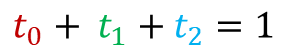 t₀ + t₁ + t₂ = 1